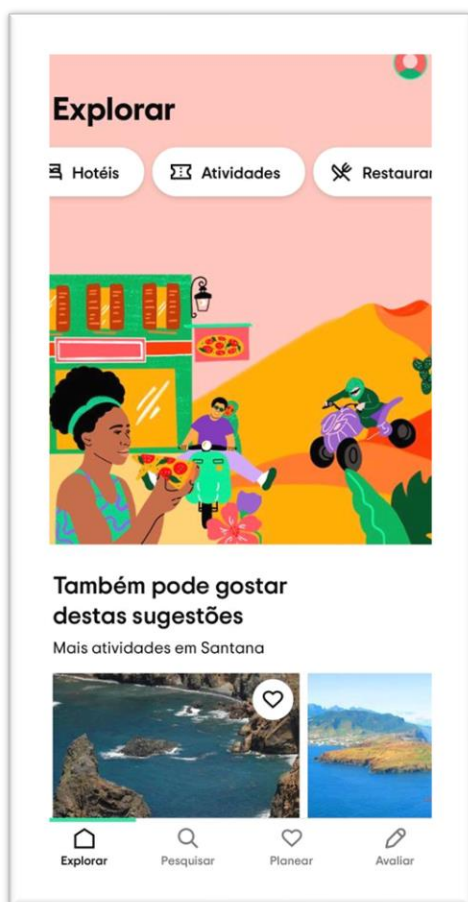 Explorar
Hotéis
Atividades
Restaurar
Também pode gostar
destas sugestões
Mais atividades em Santana
Explorar
Pesquisar
Planear
Avaliar